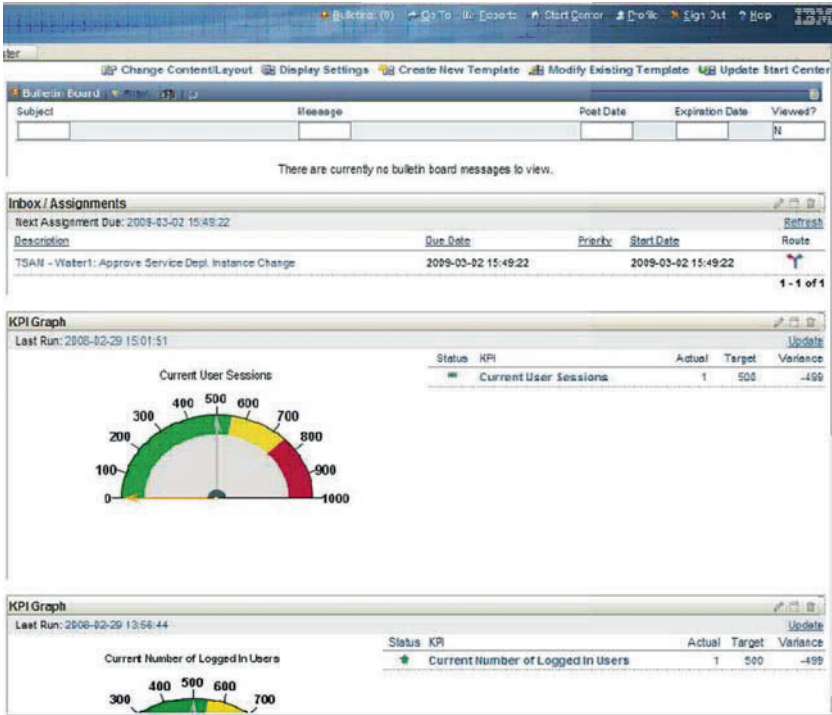 Bulletins: (0) Go To Reports Start Center Profile Sign Out ? Help IBM
ter
Change Content/Layout Display Settings Create New Template Modify Existing Template Update Start Center
Bulletin Board
Subject Message Post Date Expiration Date Viewed?
N
There are currently no bulletin board messages to view.
Inbox / Assignments
Next Assignment Due: 2009-03-02 15:49:22 Refresh
Description Due Date Priority Start Date Route
TSAM - Water1: Approve Service Depl. Instance Change 2009-03-02 15:49:22 2009-03-02 15:49:22
1 - 1 of 1
KPI Graph
Last Run: 2008-02-29 15:01:51 Update
Status KPI Actual Target Variance
Current User Sessions 1 500 -499
Current User Sessions
0 100 200 300 400 500 600 700 800 900 1000
KPI Graph
Last Run: 2008-02-29 13:56:44 Update
Status KPI Actual Target Variance
Current Number of Logged In Users 1 500 -499
Current Number of Logged In Users
300 400 500 600 700